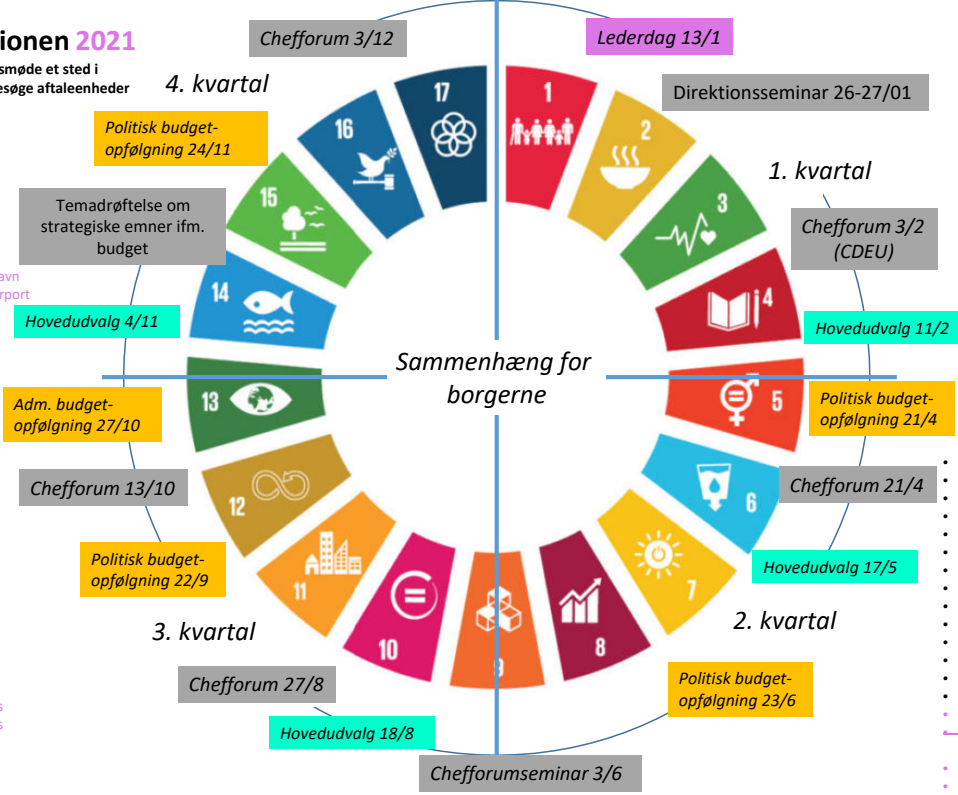 ionen 2021
smøde et sted i
esøge aftaleenheder
4. kvartal
Chefforum 3/12
Lederdag 13/1
Direktionsseminar 26-27/01
1. kvartal
Chefforum 3/2
(CDEU)
Hovedudvalg 11/2
Politisk budget-
opfølgning 21/4
Chefforum 21/4
Hovedudvalg 17/5
2. kvartal
Politisk budget-
opfølgning 23/6
Chefforumseminar 3/6
Hovedudvalg 18/8
Chefforum 27/8
3. kvartal
Politisk budget-
opfølgning 22/9
Chefforum 13/10
Adm. budget-
opfølgning 27/10
Hovedudvalg 4/11
avn
rport
Temadrøftelse om
strategiske emner ifm.
budget
Politisk budget-
opfølgning 24/11
Sammenhæng for
borgerne
1
2
3
4
5
6
7
8
9
10
11
12
13
14
15
16
17
s
s